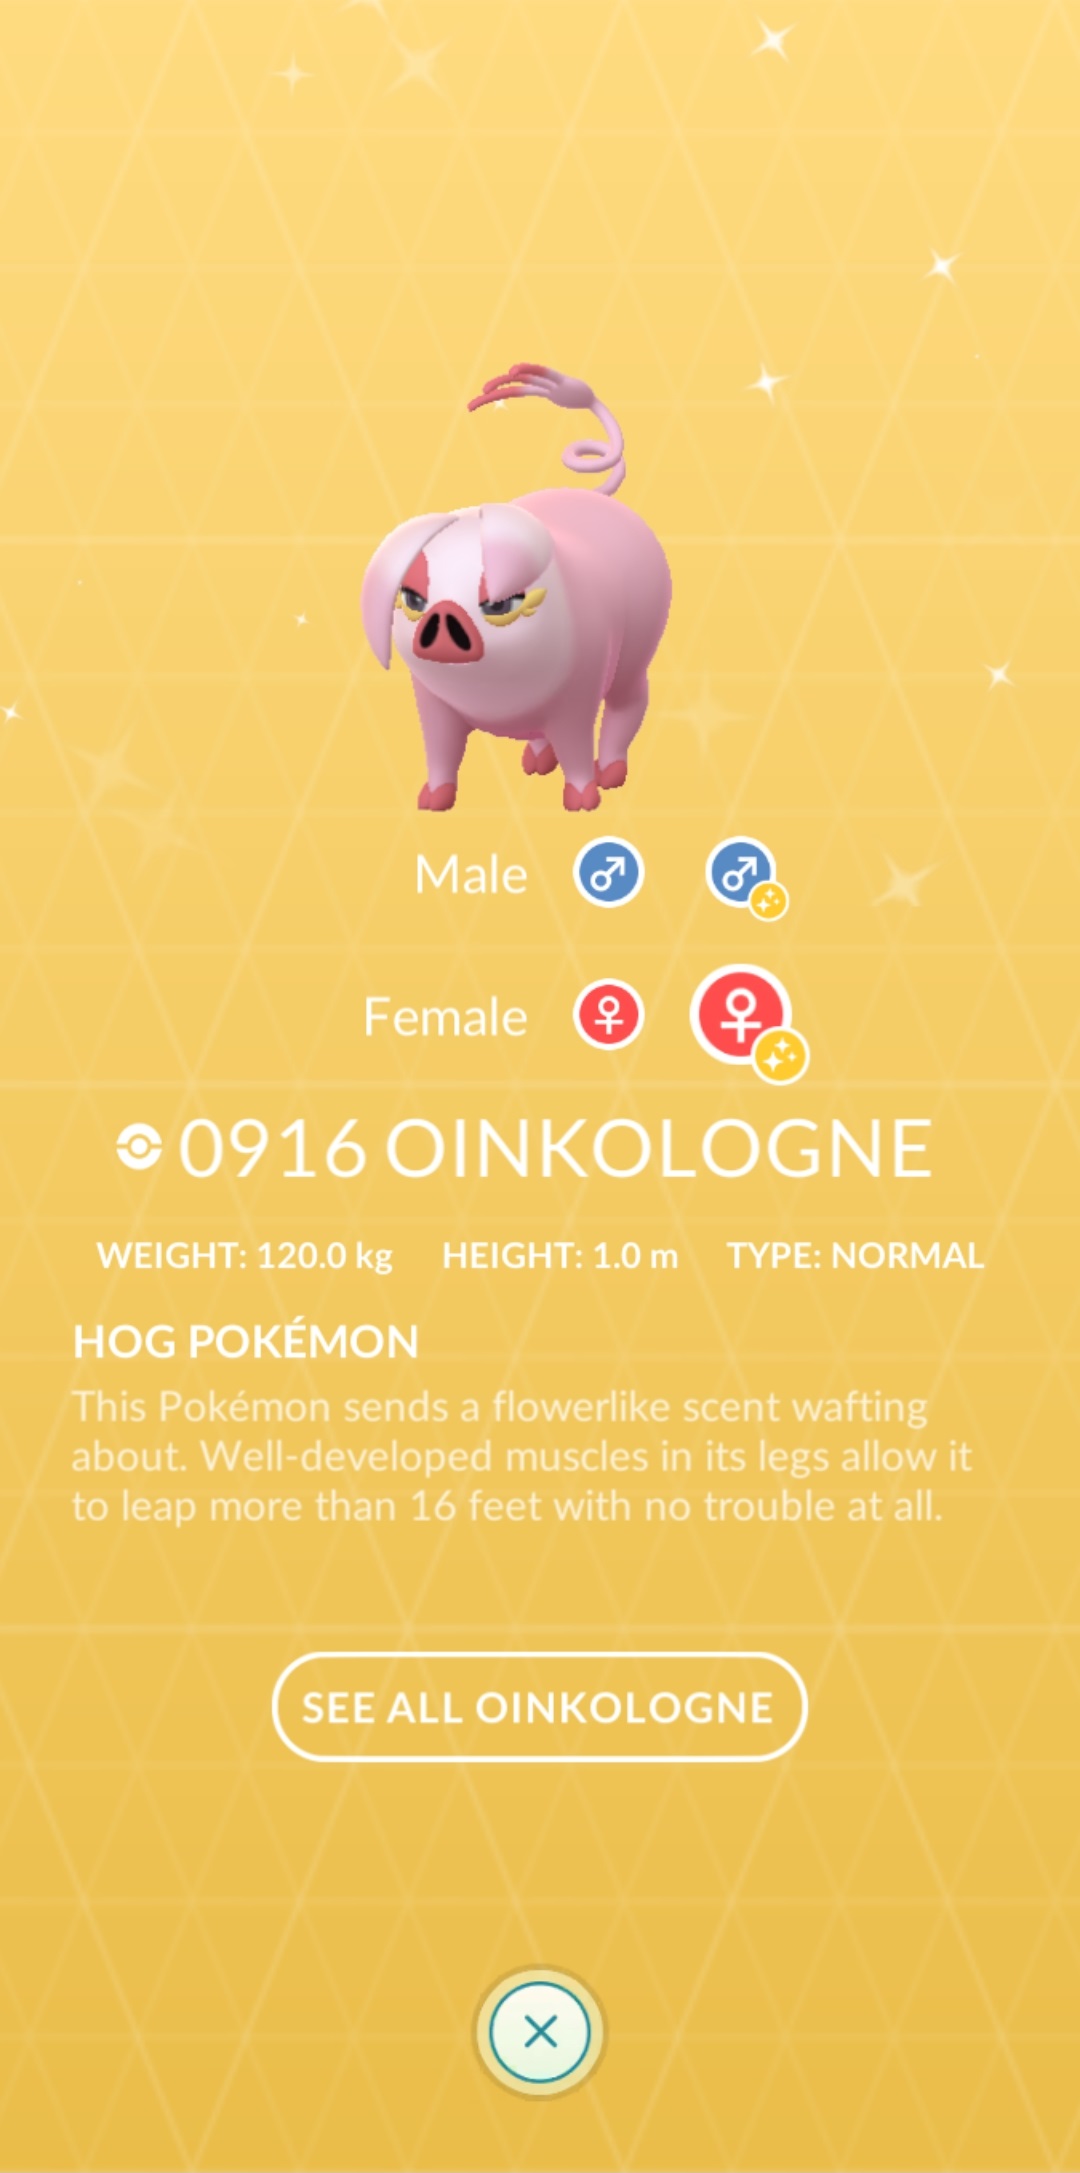 Male
Female
0916 OINKOLOGNE
WEIGHT: 120.0 kg HEIGHT: 1.0 m TYPE: NORMAL
HOG POKÉMON
This Pokémon sends a flowerlike scent wafting
about. Well-developed muscles in its legs allow it
to leap more than 16 feet with no trouble at all.
SEE ALL OINKOLOGNE